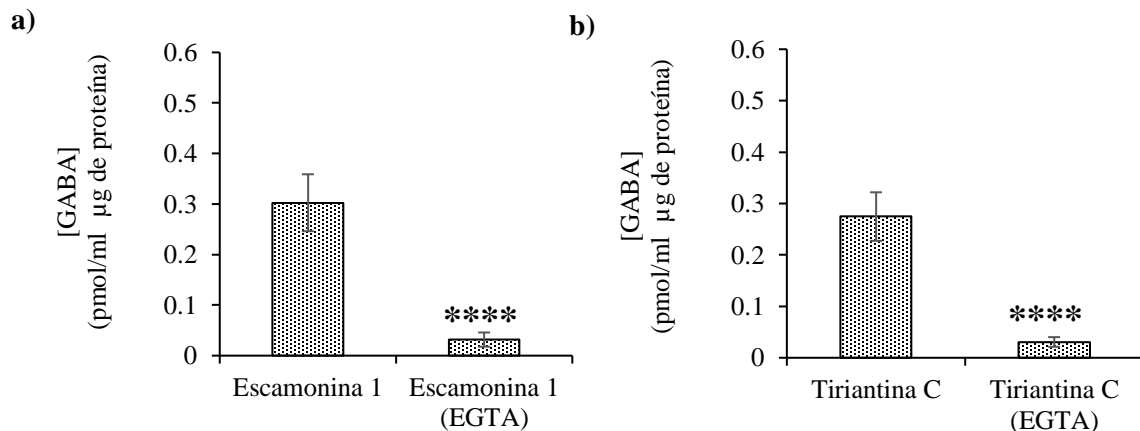 a)
[GABA]
(pmol/ml µg de proteína)
0.6
0.5
0.4
0.3
0.2
0.1
0
****
Escamonina 1
Escamonina 1
(EGTA)
b)
[GABA]
(pmol/ml µg de proteína)
0.6
0.5
0.4
0.3
0.2
0.1
0
****
Tiriantina C
Tiriantina C
(EGTA)